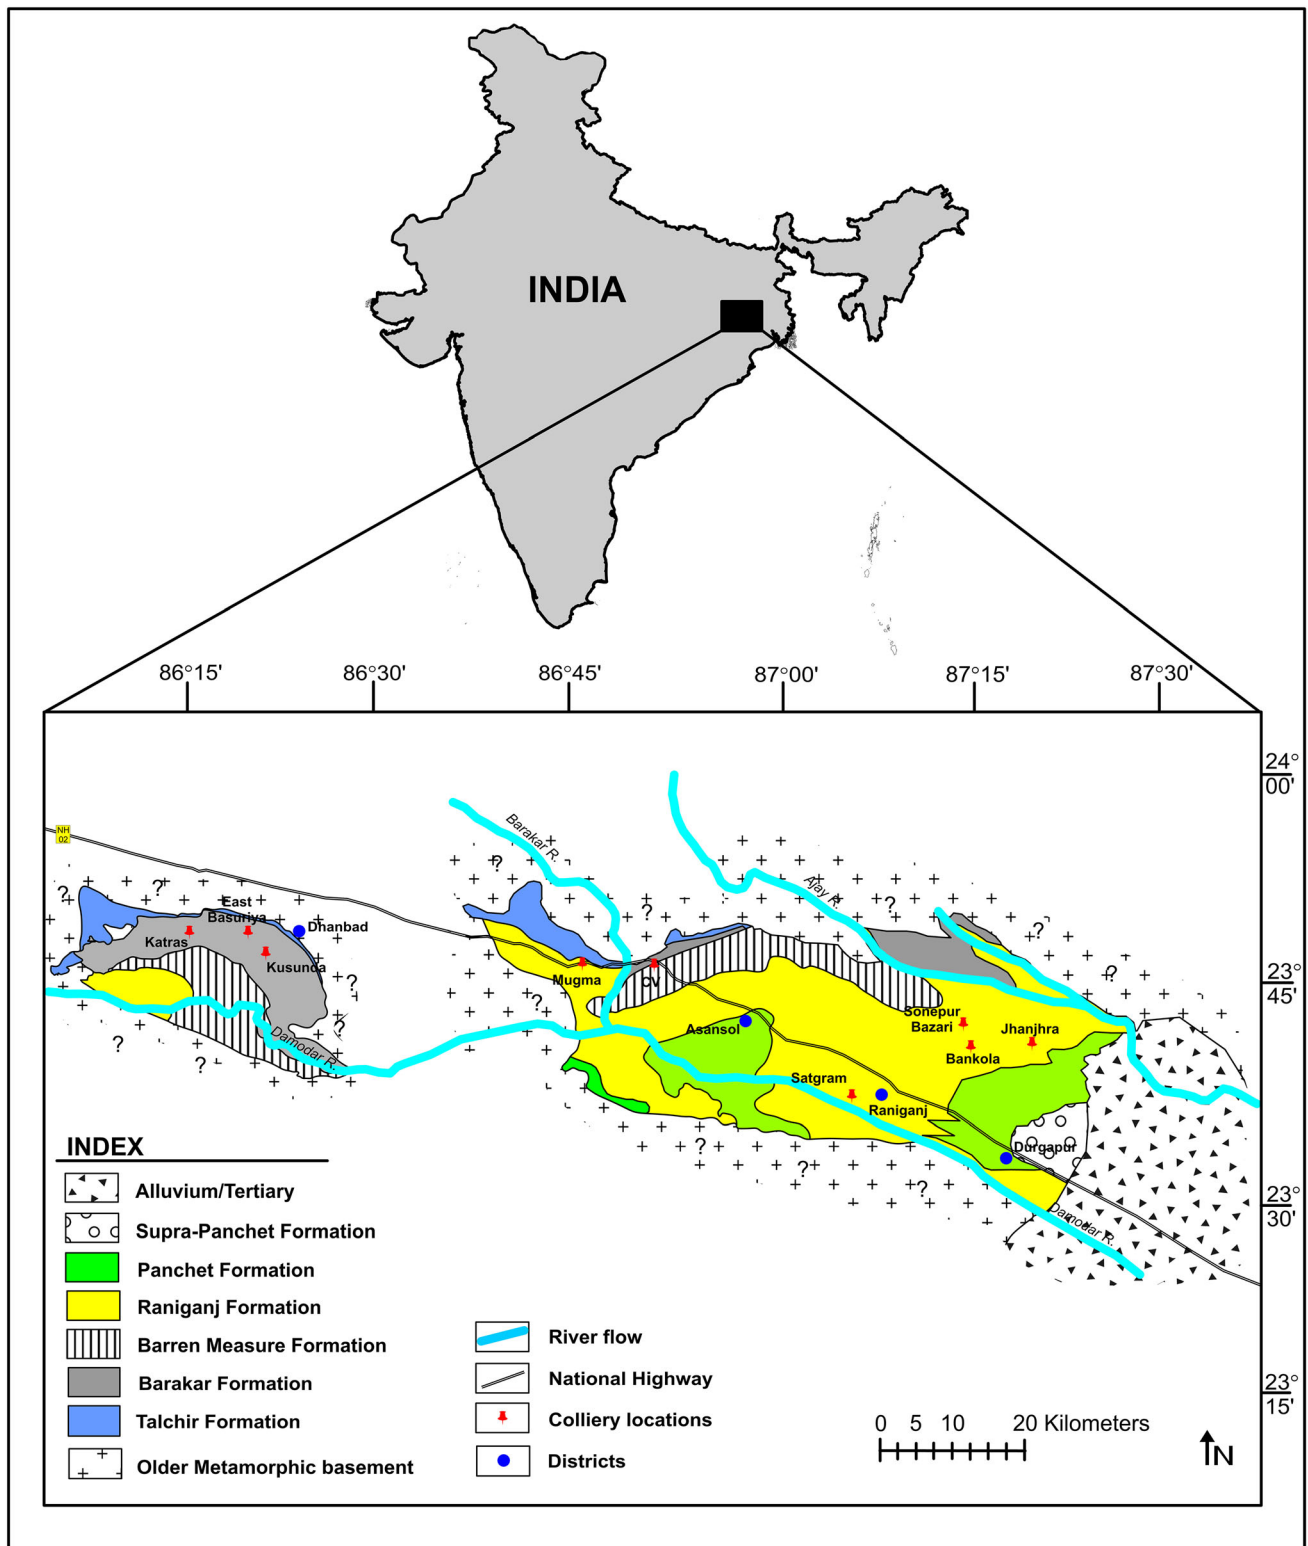 INDIA
86°15'
86°30'
86°45'
87°00'
87°15'
87°30'
24°
00'
23°
45'
23°
30'
23°
15'
NH
02
Barakar R.
Ajay R.
?
?
?
?
?
East
Basuriya
Dhanbad
Katras
Kusunda
?
?
?
Mugma
CV
?
?
Sonepur
Bazari
Jhanjhra
Asansol
Bankola
Damodar R.
?
?
Satgram
Raniganj
Durgapur
?
?
?
Damodar R.
INDEX
Alluvium/Tertiary
Supra-Panchet Formation
Panchet Formation
Raniganj Formation
Barren Measure Formation
Barakar Formation
Talchir Formation
Older Metamorphic basement
River flow
National Highway
Colliery locations
Districts
0 5 10 20 Kilometers
N